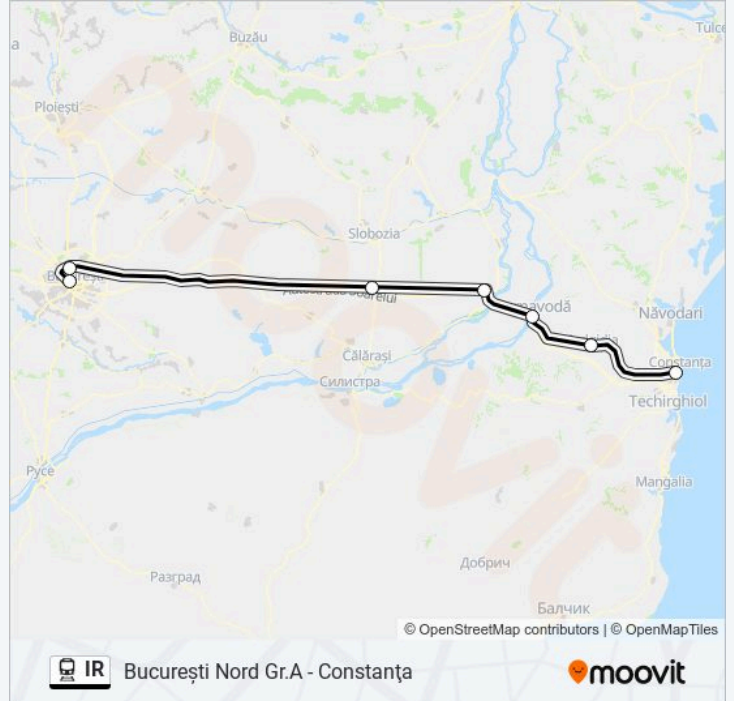 Buzău
Tulce
a
Ploiești
Slobozia
Năvodari
Călărași
Constanța
Силистра
Techirghiol
Русе
Mangalia
Добрич
Разград
Балчик
© OpenStreetMap contributors | © OpenMapTiles
IR București Nord Gr.A - Constanţa
moovit